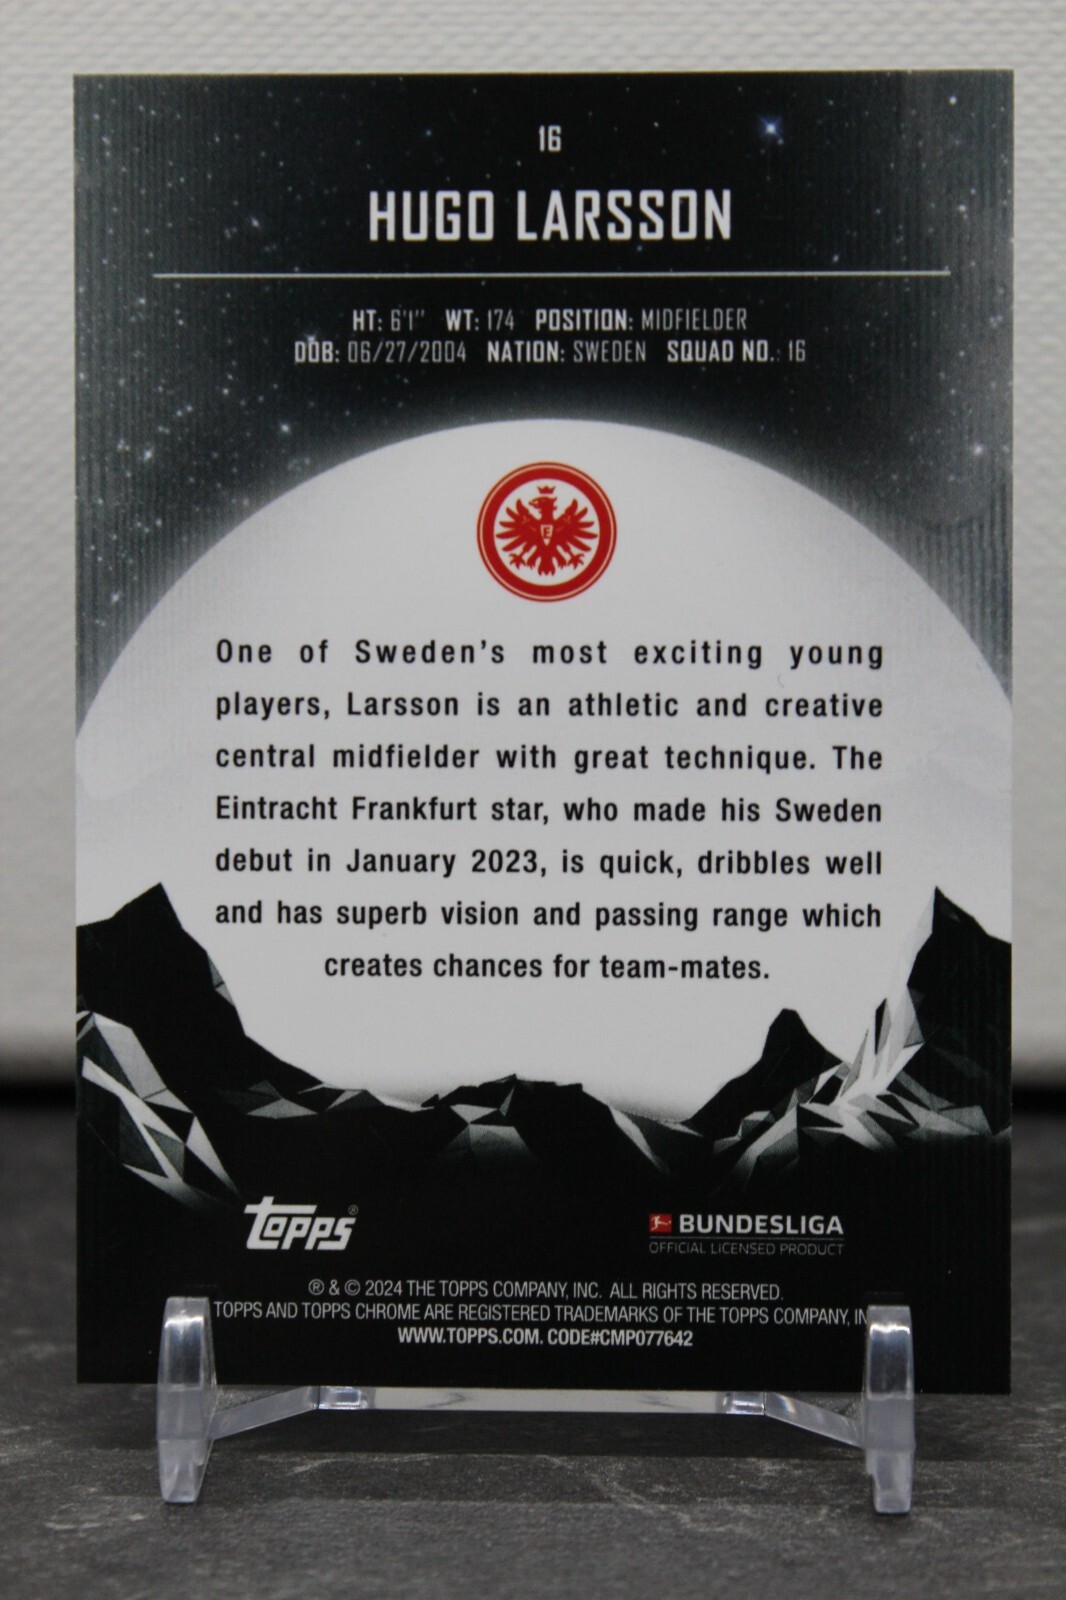 16
HUGO LARSSON
HT: 6'1" WT: 174 POSITION: MIDFIELDER
DOB: 06/27/2004 NATION: SWEDEN SQUAD NO.: 16
E
One of Sweden's most exciting young
players, Larsson is an athletic and creative
central midfielder with great technique. The
Eintracht Frankfurt star, who made his Sweden
debut in January 2023, is quick, dribbles well
and has superb vision and passing range which
creates chances for team-mates.
topps®
BUNDESLIGA
OFFICIAL LICENSED PRODUCT
® & © 2024 THE TOPPS COMPANY, INC. ALL RIGHTS RESERVED.
TOPPS AND TOPPS CHROME ARE REGISTERED TRADEMARKS OF THE TOPPS COMPANY,
WWW.TOPPS.COM. CODE#CMP077642